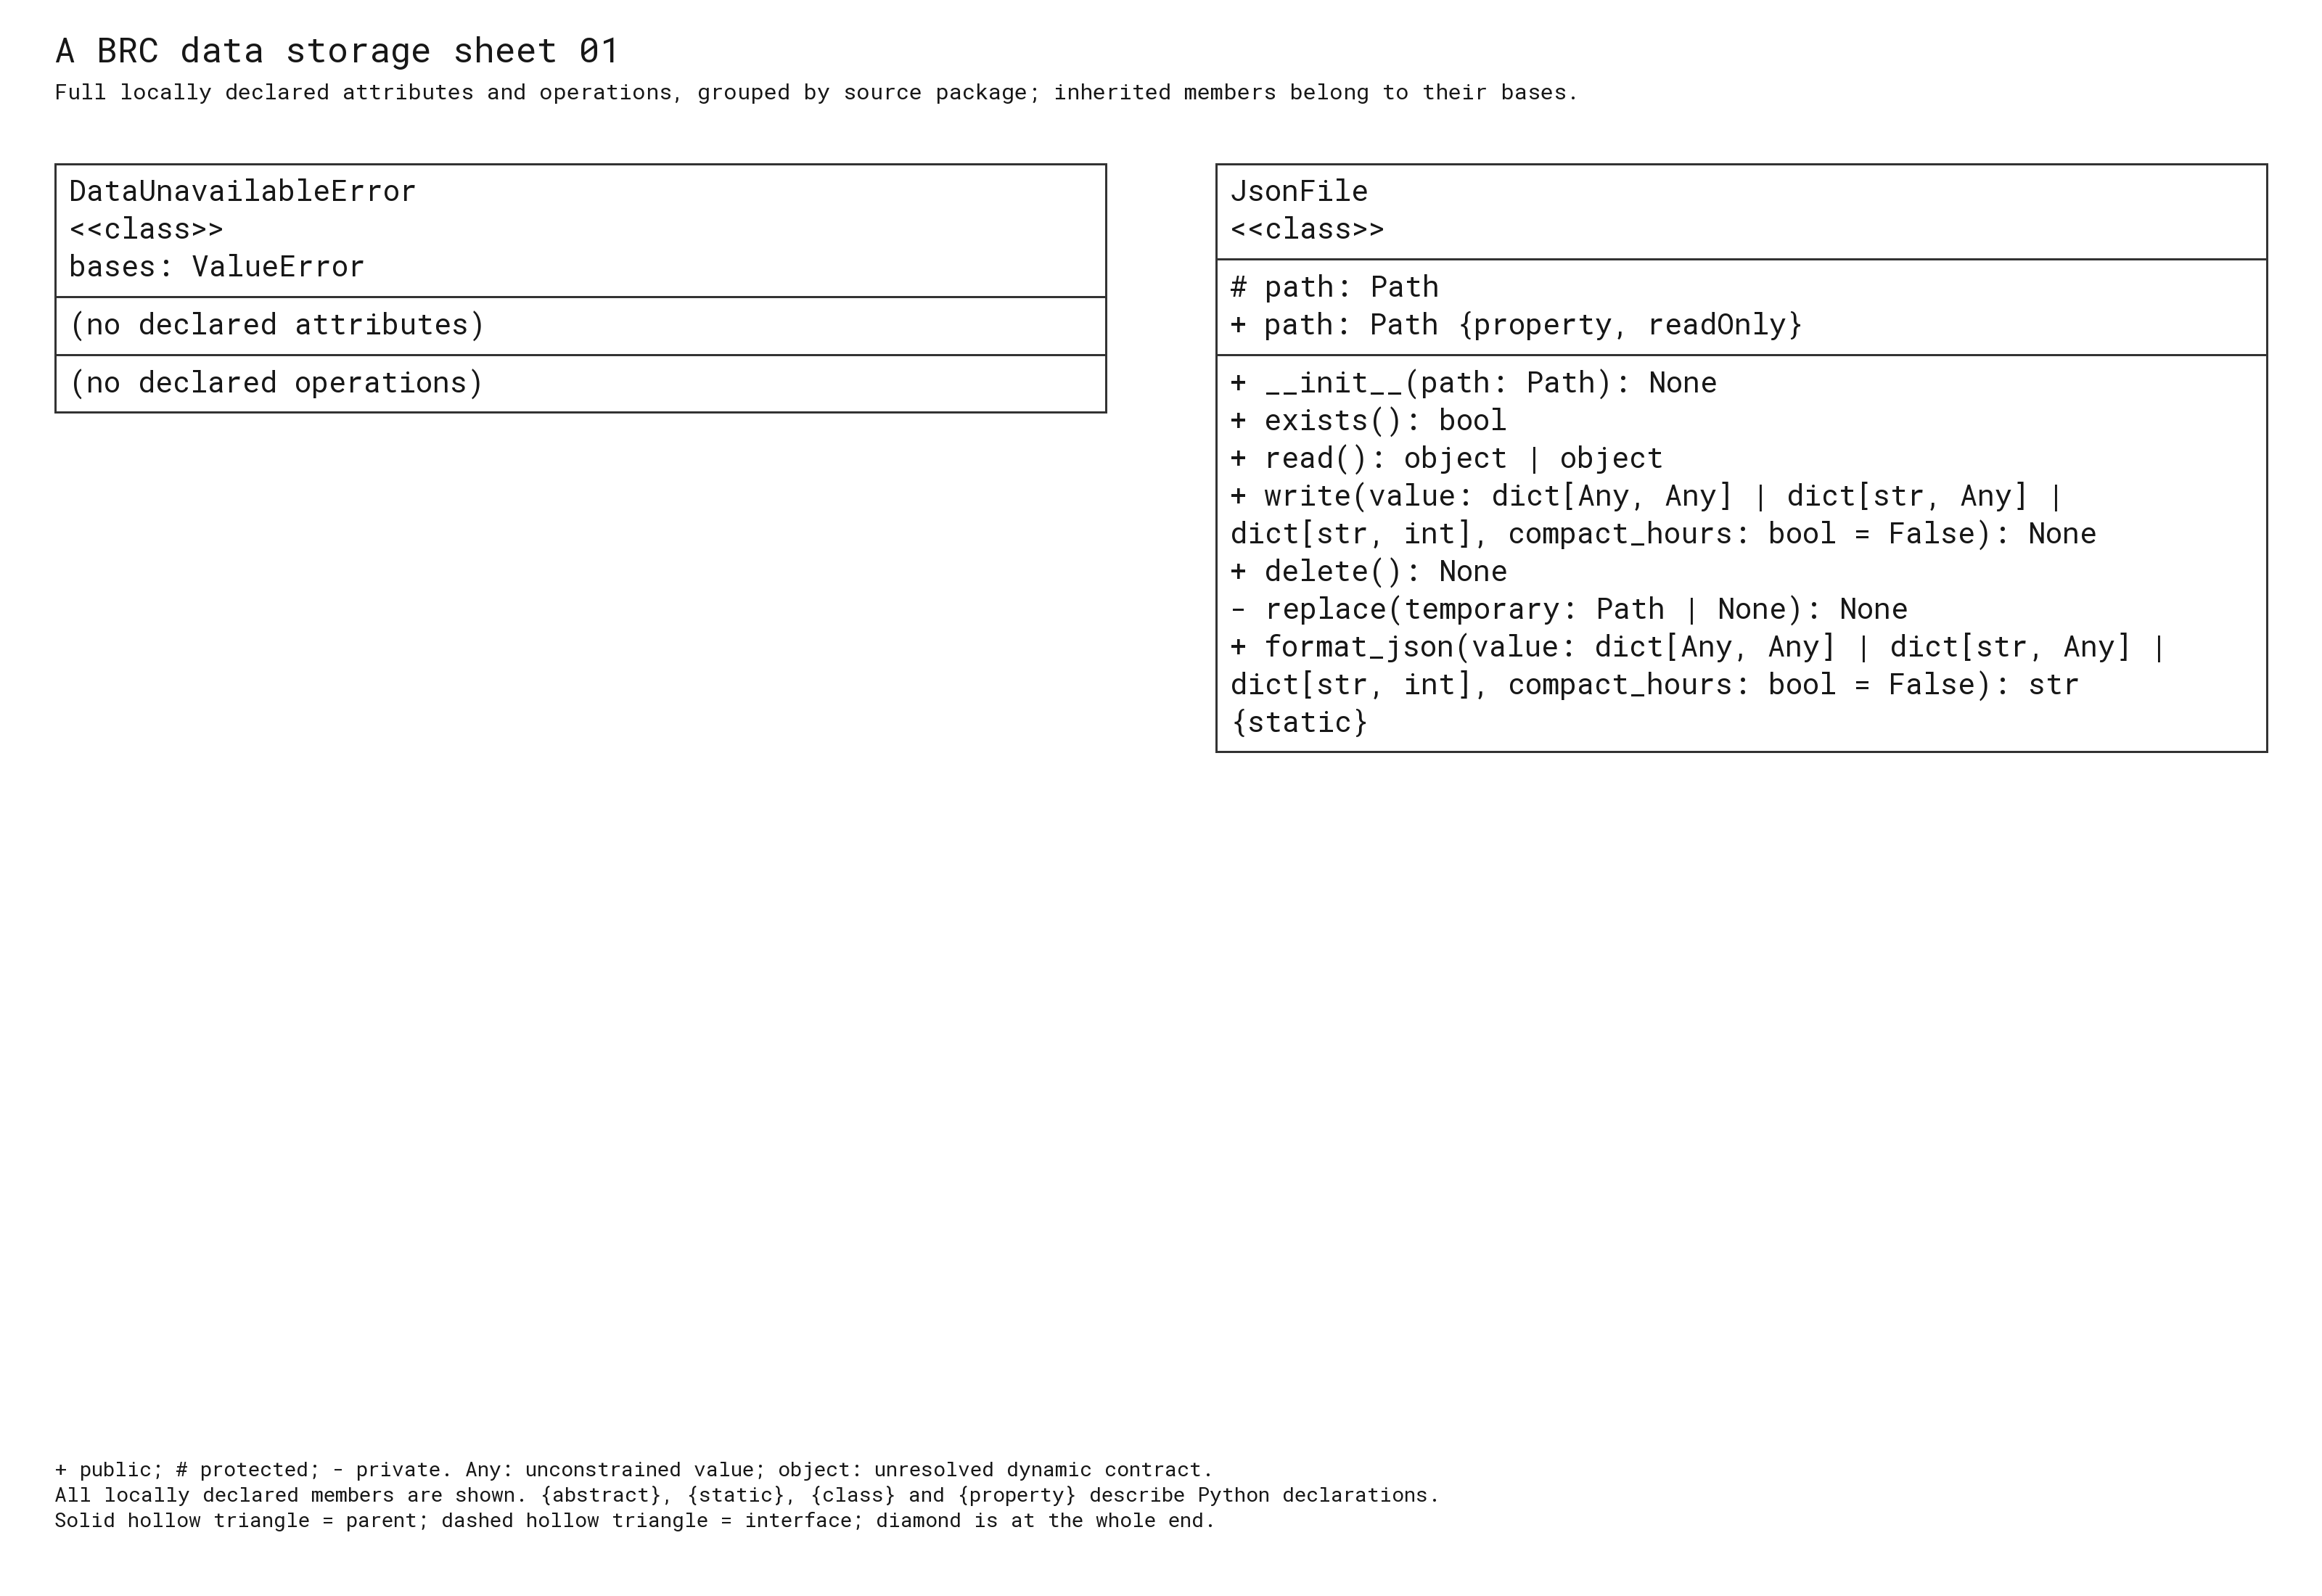 A BRC data storage sheet 01
Full locally declared attributes and operations, grouped by source package; inherited members belong to their bases.
DataUnavailableError
<<class>>
bases: ValueError
(no declared attributes)
(no declared operations)
JsonFile
<<class>>
# path: Path
+ path: Path {property, readOnly}
+ __init__(path: Path): None
+ exists(): bool
+ read(): object | object
+ write(value: dict[Any, Any] | dict[str, Any] |
dict[str, int], compact_hours: bool = False): None
+ delete(): None
- replace(temporary: Path | None): None
+ format_json(value: dict[Any, Any] | dict[str, Any] |
dict[str, int], compact_hours: bool = False): str
{static}
+ public; # protected; - private. Any: unconstrained value; object: unresolved dynamic contract.
All locally declared members are shown. {abstract}, {static}, {class} and {property} describe Python declarations.
Solid hollow triangle = parent; dashed hollow triangle = interface; diamond is at the whole end.